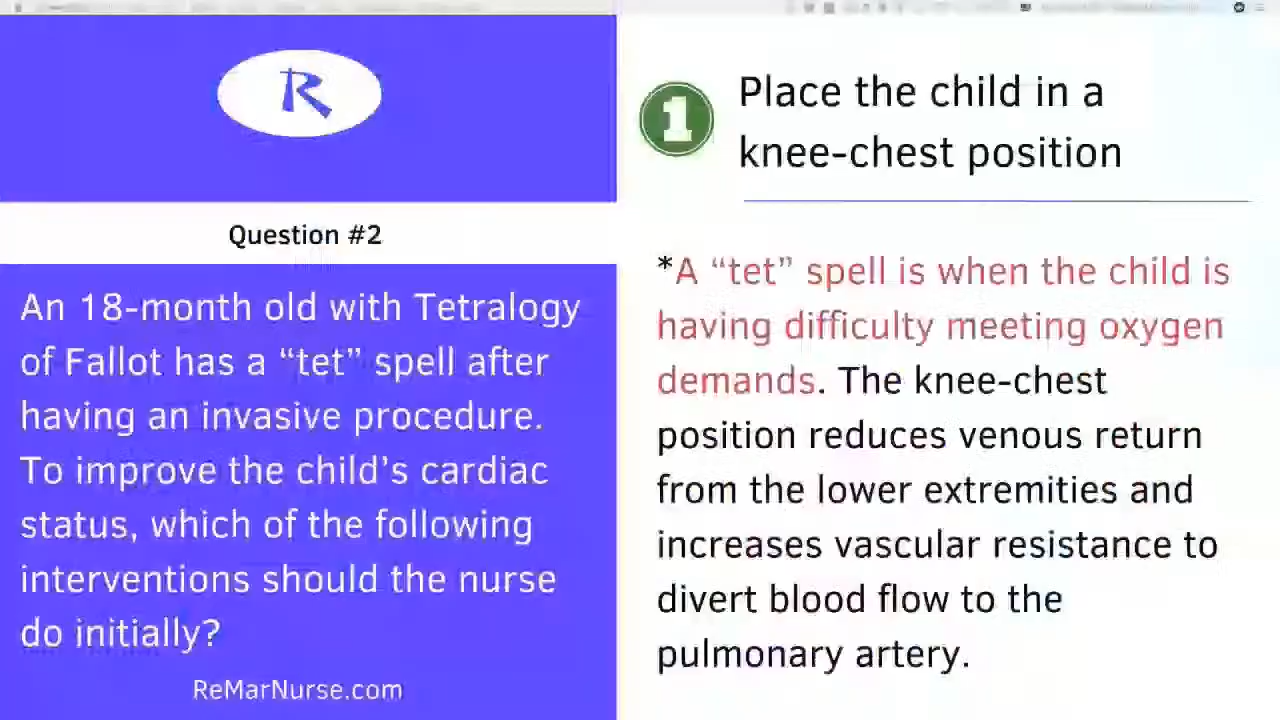 R
Question #2
An 18-month old with Tetralogy
of Fallot has a “tet” spell after
having an invasive procedure.
To improve the child’s cardiac
status, which of the following
interventions should the nurse
do initially?
ReMarNurse.com
1
Place the child in a
knee-chest position
*A “tet” spell is when the child is
having difficulty meeting oxygen
demands. The knee-chest
position reduces venous return
from the lower extremities and
increases vascular resistance to
divert blood flow to the
pulmonary artery.